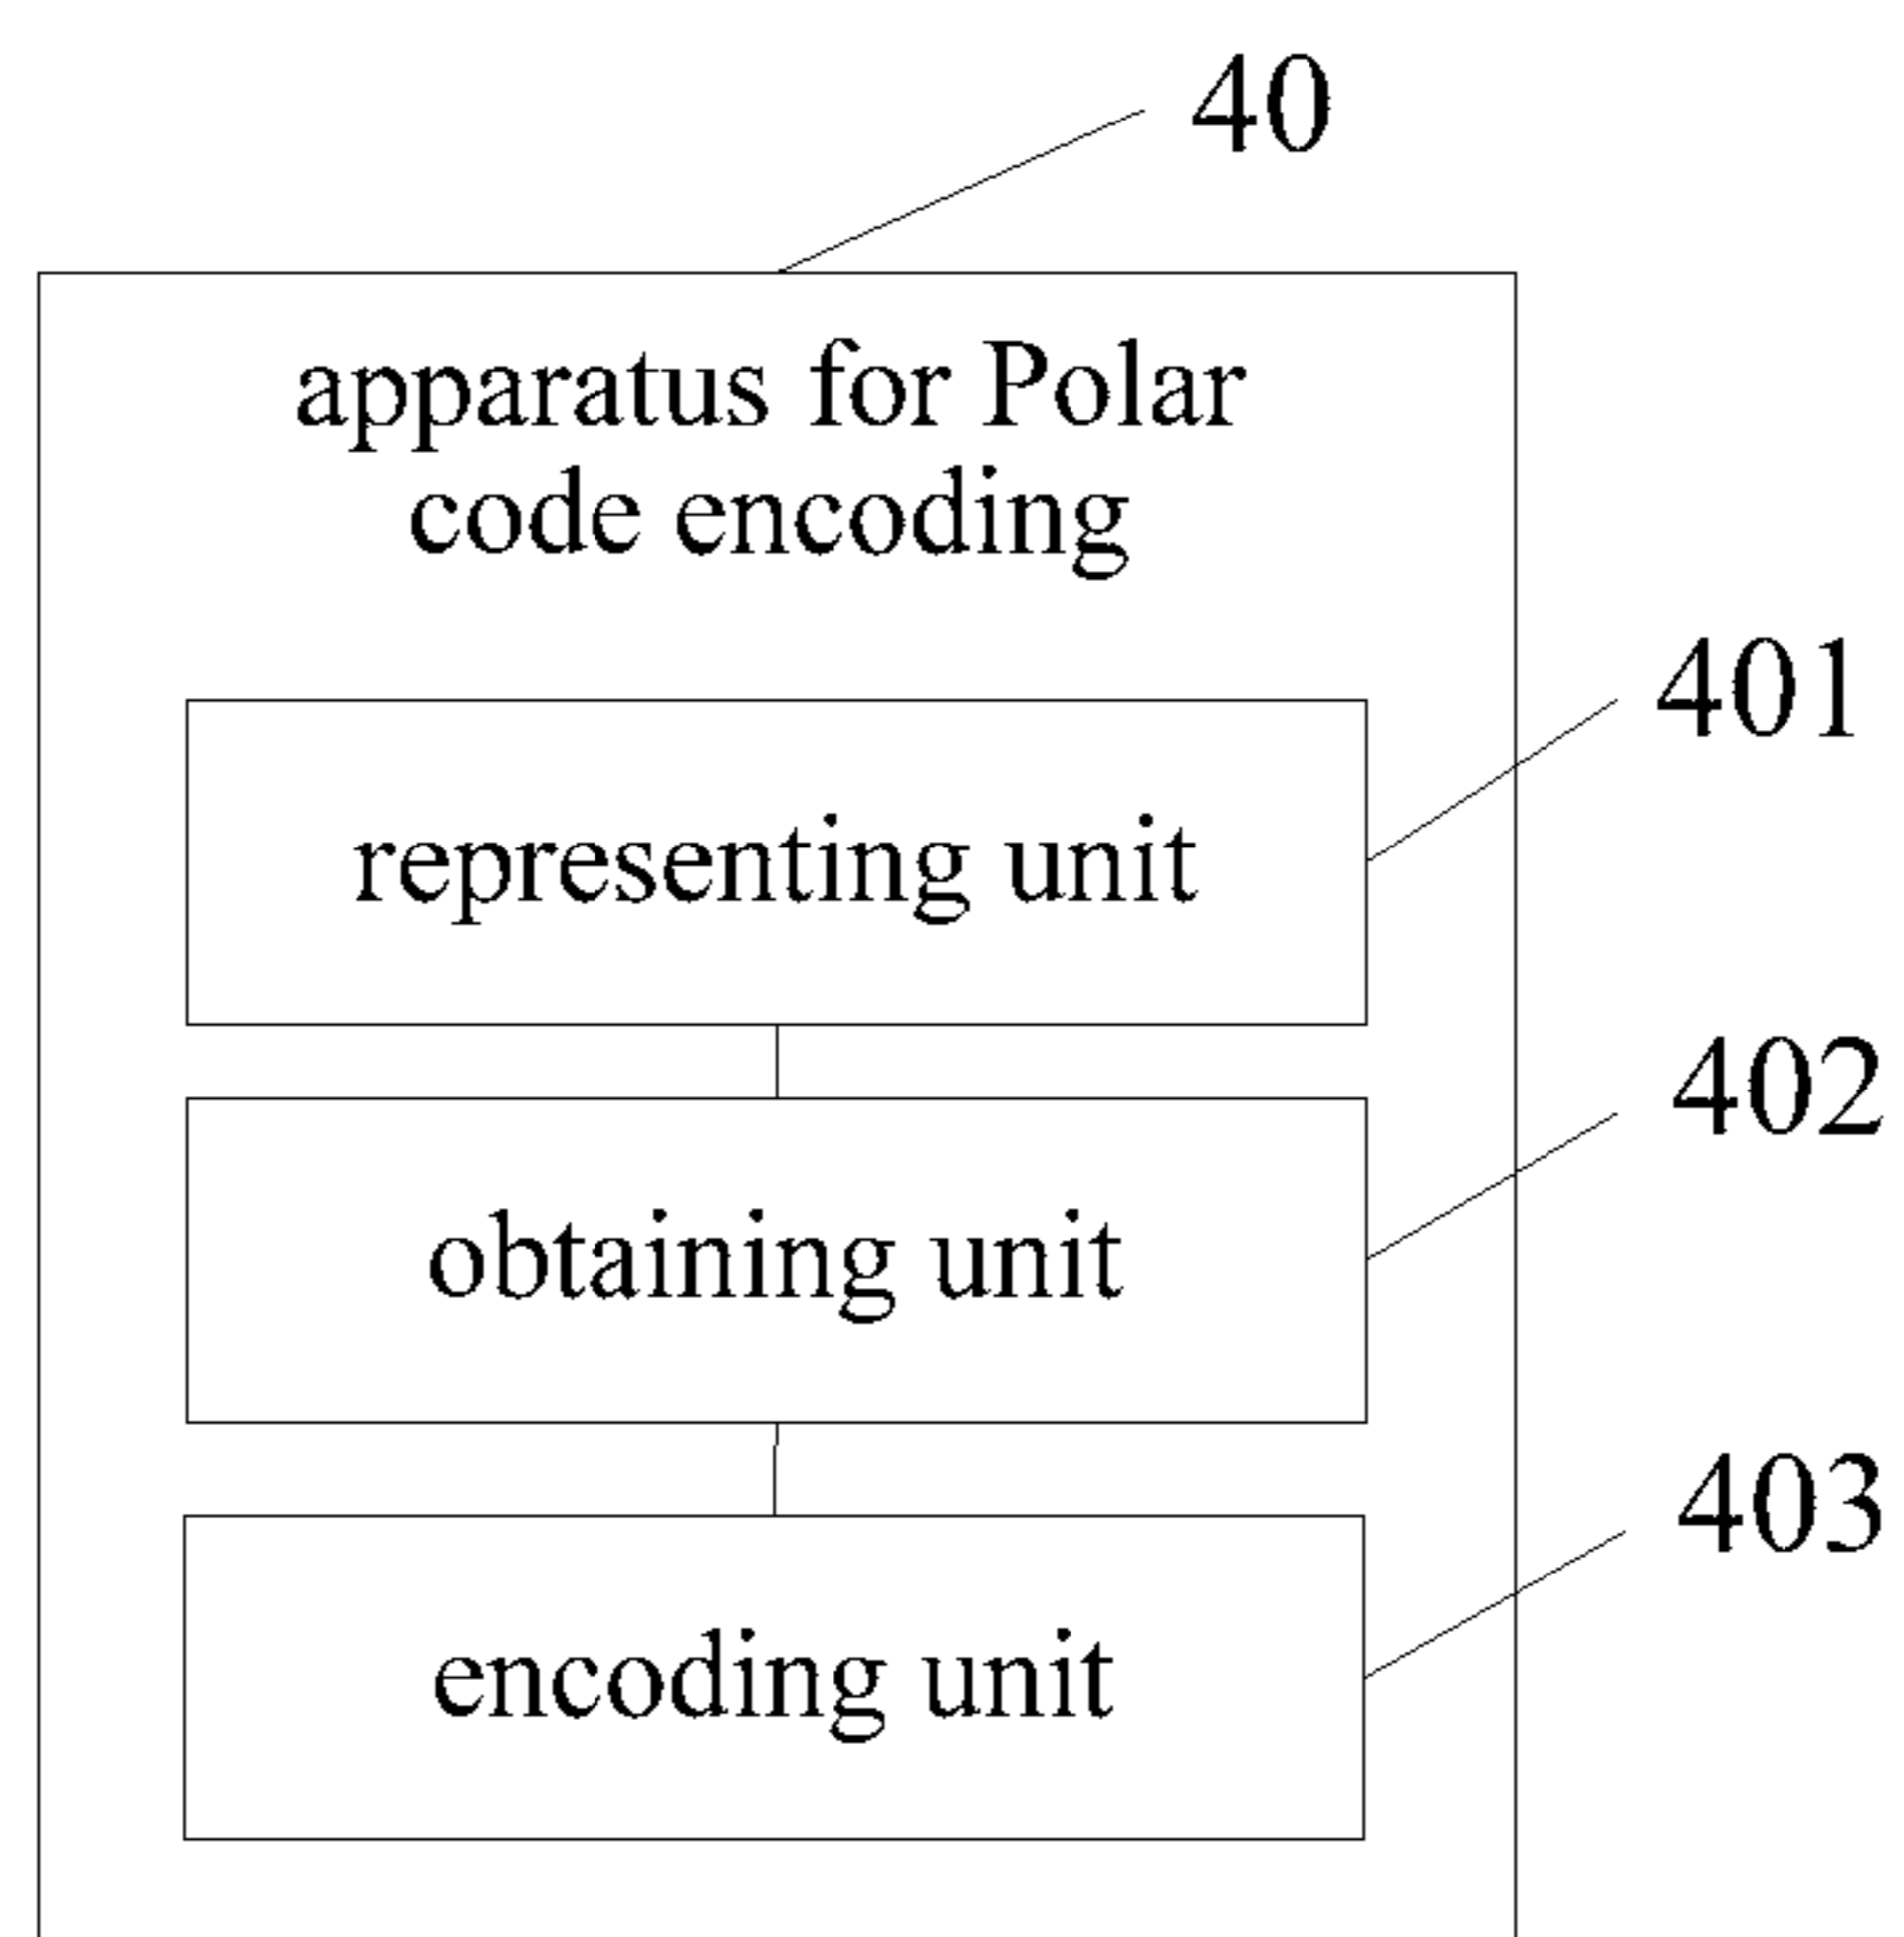 40
apparatus for Polar
code encoding
401
representing unit
402
obtaining unit
403
encoding unit